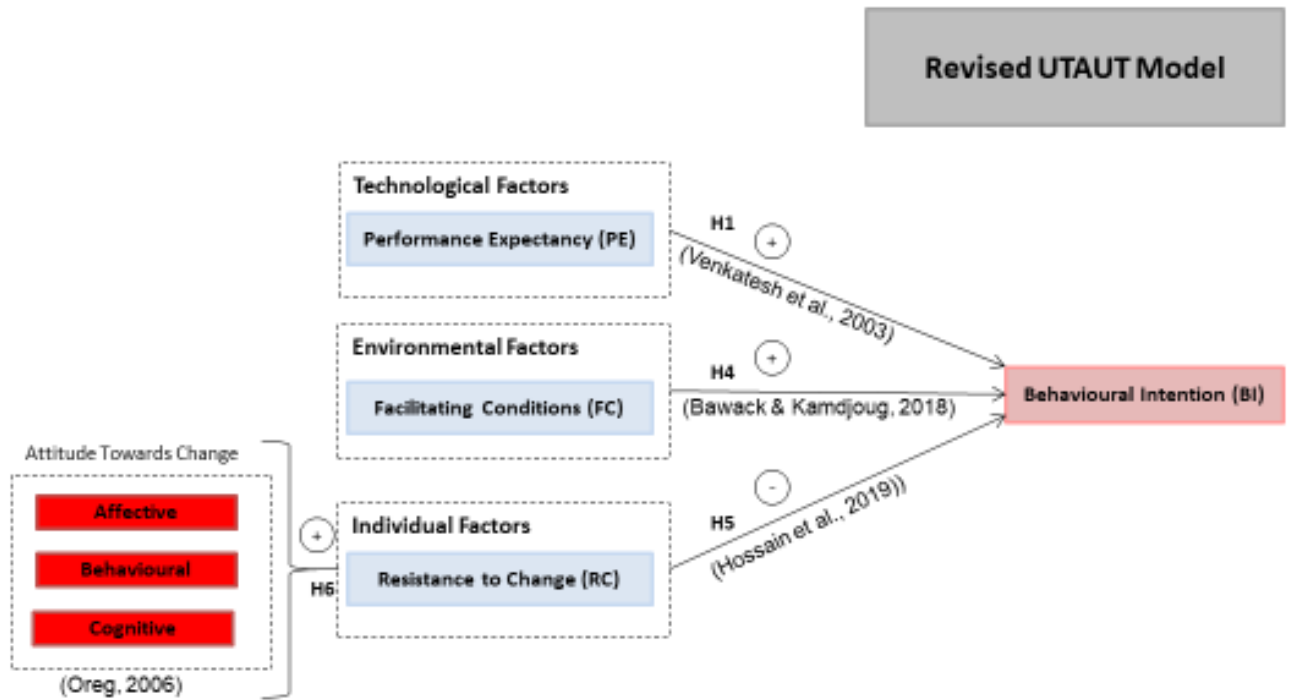 Revised UTAUT Model
Technological Factors
Performance Expectancy (PE)
H1
+
(Venkatesh et al., 2003)
Environmental Factors
Facilitating Conditions (FC)
H4
+
(Bawack & Kamdjoug, 2018)
Behavioural Intention (BI)
Attitude Towards Change
Affective
Behavioural
Cognitive
(Oreg, 2006)
+
H6
Individual Factors
Resistance to Change (RC)
-
H5
(Hossain et al., 2019))